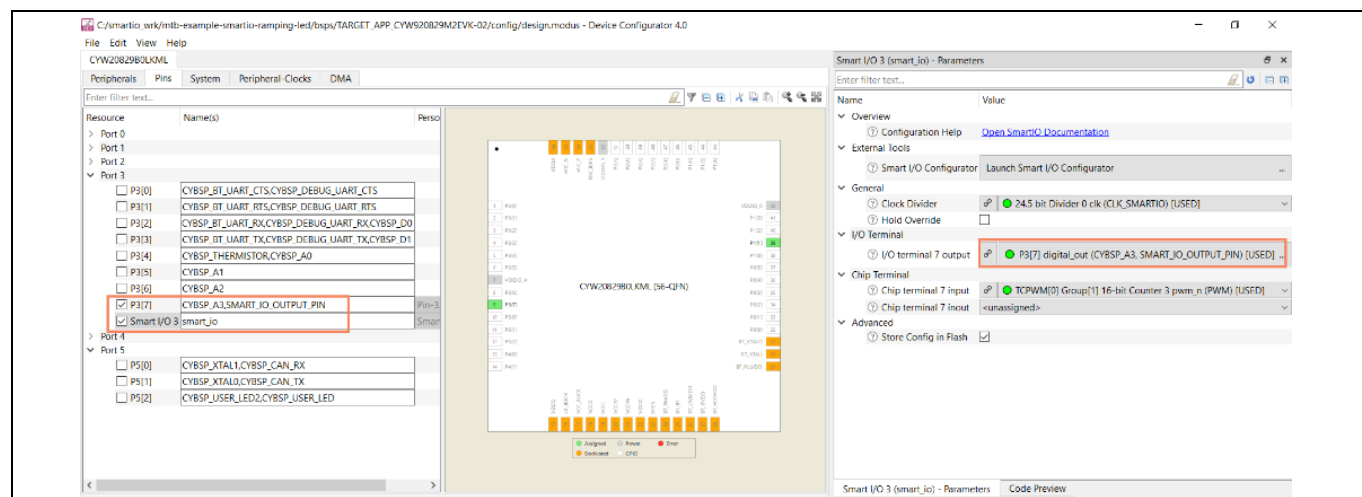 C:/smartio_wrk/mtb-example-smartio-ramping-led/bsps/TARGET_APP_CYW920829M2EVK-02/config/design.modus - Device Configurator 4.0
File Edit View Help
CYW20829B0LKML
Peripherals Pins System Peripheral-Clocks DMA
Enter filter text...
Resource Name(s) Perso
Port 0
Port 1
Port 2
Port 3
P3[0] CYBSP_BT_UART_CTS,CYBSP_DEBUG_UART_CTS
P3[1] CYBSP_BT_UART_RTS,CYBSP_DEBUG_UART_RTS
P3[2] CYBSP_BT_UART_RX,CYBSP_DEBUG_UART_RX,CYBSP_D0
P3[3] CYBSP_BT_UART_TX,CYBSP_DEBUG_UART_TX,CYBSP_D1
P3[4] CYBSP_THERMISTOR,CYBSP_A0
P3[5] CYBSP_A1
P3[6] CYBSP_A2
P3[7] CYBSP_A3,SMART_IO_OUTPUT_PIN Pin-3.
Smart I/O 3 smart_io Smar
Port 4
Port 5
P5[0] CYBSP_XTAL1,CYBSP_CAN_RX
P5[1] CYBSP_XTAL0,CYBSP_CAN_TX
P5[2] CYBSP_USER_LED2,CYBSP_USER_LED
CYW20829B0LKML (56-QFN)
Assigned Power Error
Dedicated GPIO
Smart I/O 3 (smart_io) - Parameters
Enter filter text...
Name Value
Overview
Configuration Help Open SmartIO Documentation
External Tools
Smart I/O Configurator Launch Smart I/O Configurator ...
General
Clock Divider 24.5 bit Divider 0 clk (CLK_SMARTIO) [USED]
Hold Override
I/O Terminal
I/O terminal 7 output P3[7] digital_out (CYBSP_A3, SMART_IO_OUTPUT_PIN) [USED] ...
Chip Terminal
Chip terminal 7 input TCPWM[0] Group[1] 16-bit Counter 3 pwm_n (PWM) [USED]
Chip terminal 7 inout <unassigned>
Advanced
Store Config in Flash
Smart I/O 3 (smart_io) - Parameters Code Preview